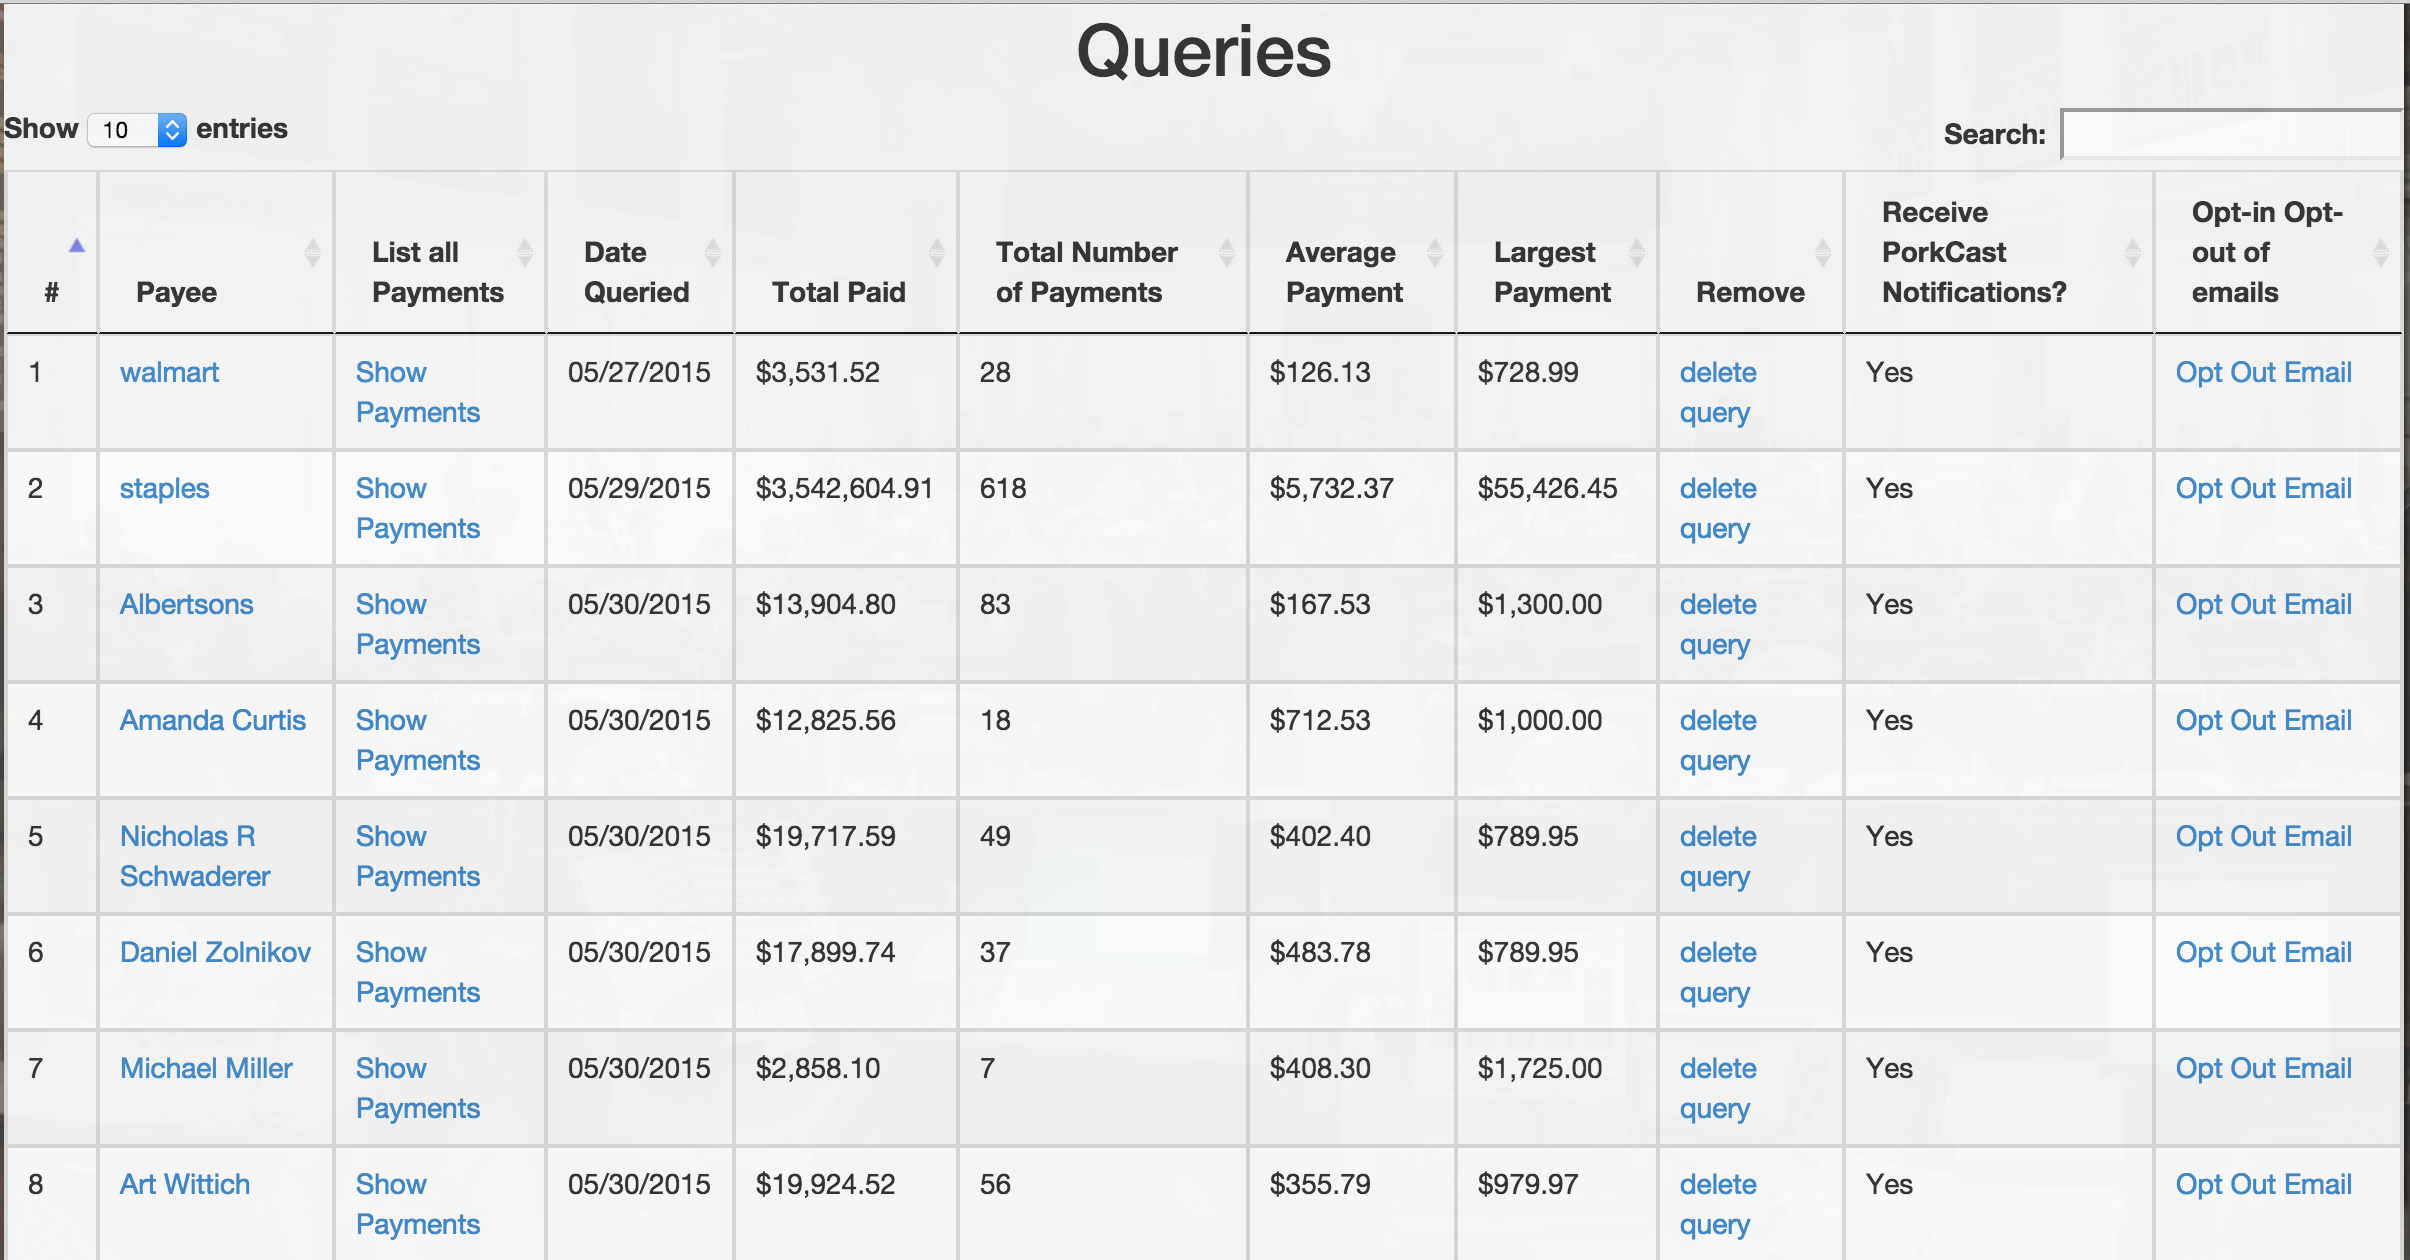 Queries
Show 10 entries
Search:
#
Payee
List all
Payments
Date
Queried
Total Paid
Total Number
of Payments
Average
Payment
Largest
Payment
Remove
Receive
PorkCast
Notifications?
Opt-in Opt-
out of
emails
1 walmart Show 05/27/2015 $3,531.52 28 $126.13 $728.99 delete Yes Opt Out Email
Payments query
2 staples Show 05/29/2015 $3,542,604.91 618 $5,732.37 $55,426.45 delete Yes Opt Out Email
Payments query
3 Albertsons Show 05/30/2015 $13,904.80 83 $167.53 $1,300.00 delete Yes Opt Out Email
Payments query
4 Amanda Curtis Show 05/30/2015 $12,825.56 18 $712.53 $1,000.00 delete Yes Opt Out Email
Payments query
5 Nicholas R Show 05/30/2015 $19,717.59 49 $402.40 $789.95 delete Yes Opt Out Email
Schwaderer Payments query
6 Daniel Zolnikov Show 05/30/2015 $17,899.74 37 $483.78 $789.95 delete Yes Opt Out Email
Payments query
7 Michael Miller Show 05/30/2015 $2,858.10 7 $408.30 $1,725.00 delete Yes Opt Out Email
Payments query
8 Art Wittich Show 05/30/2015 $19,924.52 56 $355.79 $979.97 delete Yes Opt Out Email
Payments query